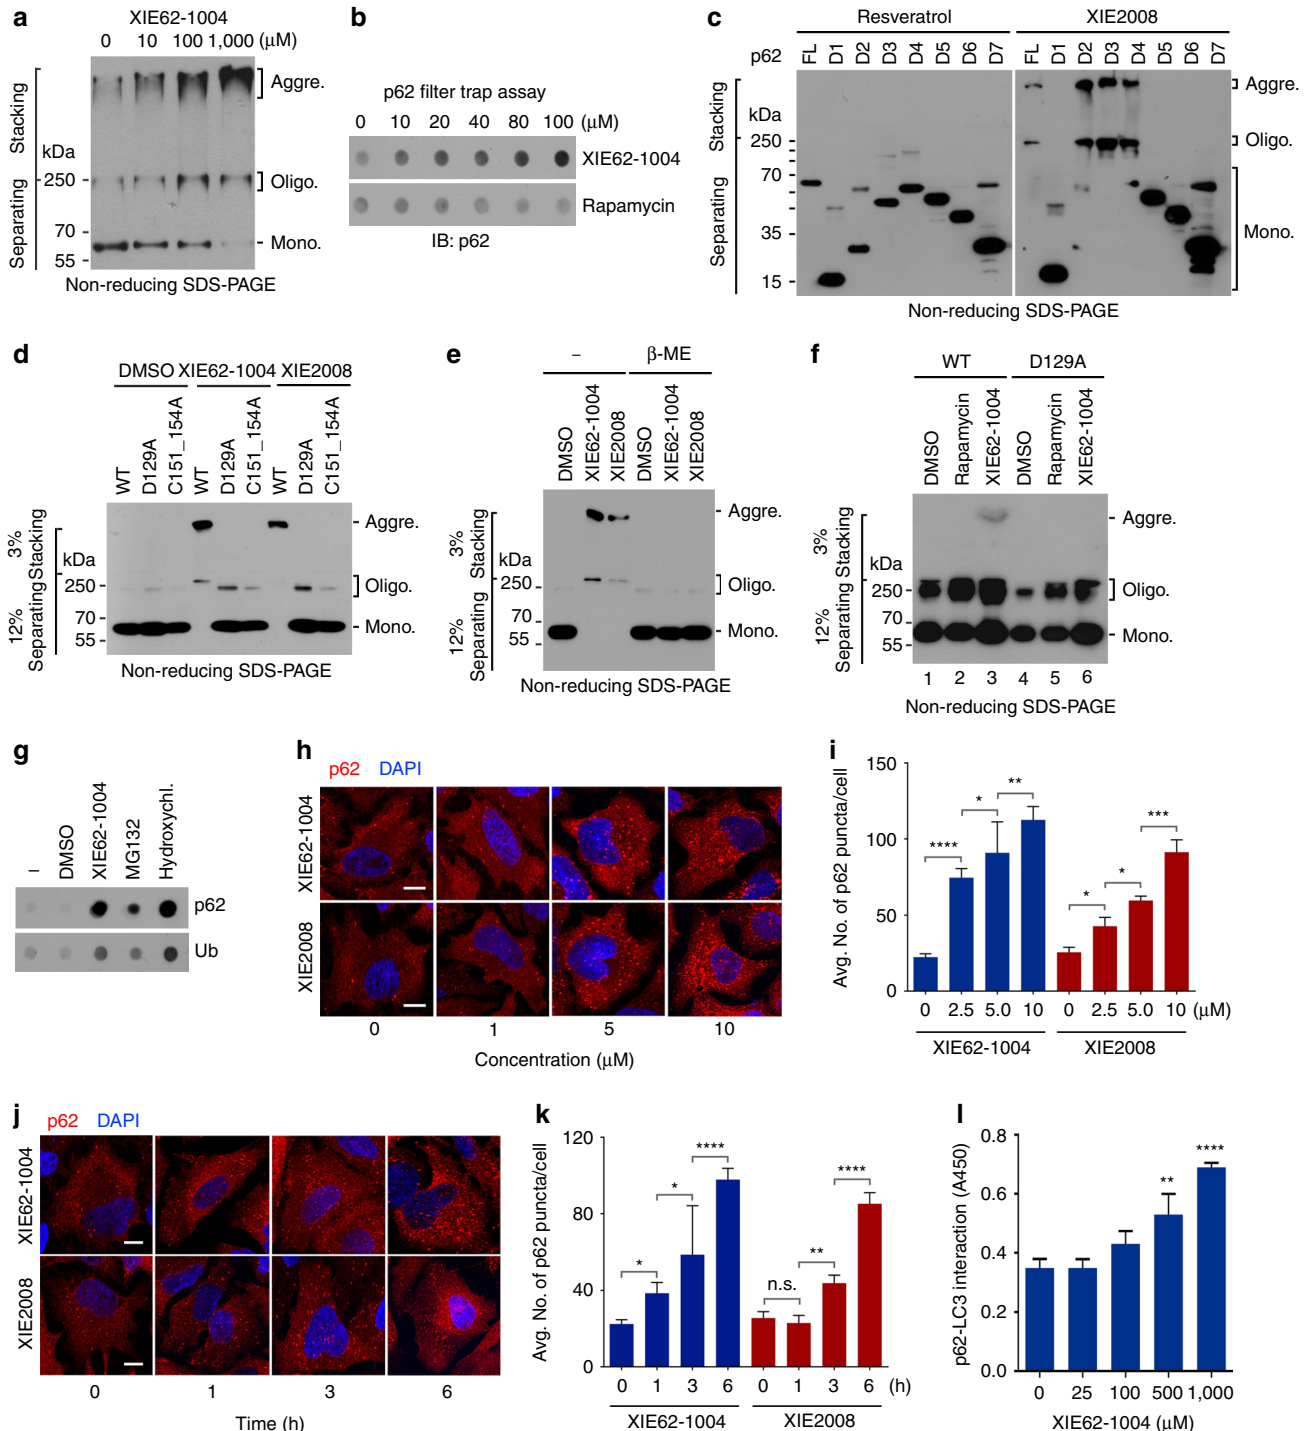 a
XIE62-1004
0 10 100 1,000 (μM)
Stacking
Separating
kDa
250
70
55
Aggre.
Oligo.
Mono.
Non-reducing SDS-PAGE
b
p62 filter trap assay
0 10 20 40 80 100 (μM)
XIE62-1004
Rapamycin
IB: p62
c
Resveratrol XIE2008
p62 FL D1 D2 D3 D4 D5 D6 D7 FL D1 D2 D3 D4 D5 D6 D7
Stacking
Separating
kDa
250
70
35
15
Aggre.
Oligo.
Mono.
Non-reducing SDS-PAGE
d
DMSO XIE62-1004 XIE2008
WT D129A C151_154A WT D129A C151_154A WT D129A C151_154A
3%
Stacking
12%
Separating
kDa
250
70
55
Aggre.
Oligo.
Mono.
Non-reducing SDS-PAGE
e
– β-ME
DMSO XIE62-1004 XIE2008 DMSO XIE62-1004 XIE2008
3%
Stacking
12%
Separating
kDa
250
70
55
Aggre.
Oligo.
Mono.
Non-reducing SDS-PAGE
f
WT D129A
DMSO Rapamycin XIE62-1004 DMSO Rapamycin XIE62-1004
3%
Stacking
12%
Separating
kDa
250
70
55
Aggre.
Oligo.
Mono.
1 2 3 4 5 6
Non-reducing SDS-PAGE
g
– DMSO XIE62-1004 MG132 Hydroxychl.
p62
Ub
h
p62 DAPI
XIE62-1004
XIE2008
0 1 5 10
Concentration (μM)
i
Avg. No. of p62 puncta/cell
150
100
50
0
**** * ** * * ***
0 2.5 5.0 10 0 2.5 5.0 10 (μM)
XIE62-1004 XIE2008
j
p62 DAPI
XIE62-1004
XIE2008
0 1 3 6
Time (h)
k
Avg. No. of p62 puncta/cell
120
80
40
0
* * **** n.s. ** ****
0 1 3 6 0 1 3 6 (h)
XIE62-1004 XIE2008
l
p62-LC3 interaction (A450)
0.8
0.6
0.4
0.2
0.0
** ****
0 25 100 500 1,000
XIE62-1004 (μM)